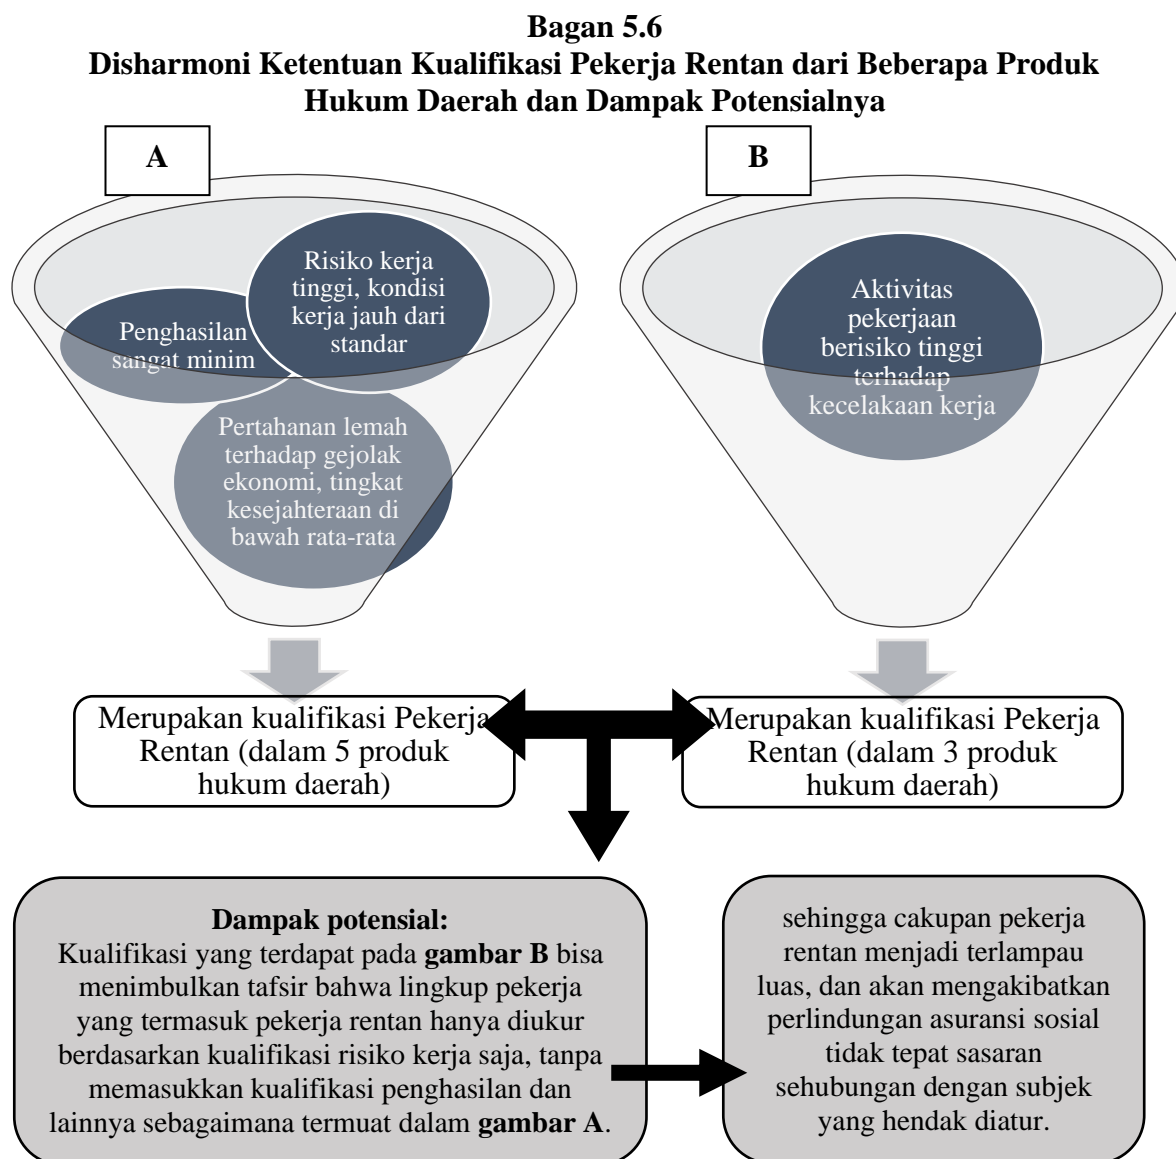 Bagan 5.6
Disharmoni Ketentuan Kualifikasi Pekerja Rentan dari Beberapa Produk
Hukum Daerah dan Dampak Potensialnya
A
Risiko kerja
tinggi, kondisi
kerja jauh dari
standar
Penghasilan
sangat minim
Pertahanan lemah
terhadap gejolak
ekonomi, tingkat
kesejahteraan di
bawah rata-rata
B
Aktivitas
pekerjaan
berisiko tinggi
terhadap
kecelakaan kerja
Merupakan kualifikasi Pekerja
Rentan (dalam 5 produk
hukum daerah)
Merupakan kualifikasi Pekerja
Rentan (dalam 3 produk
hukum daerah)
Dampak potensial:
Kualifikasi yang terdapat pada gambar B bisa
menimbulkan tafsir bahwa lingkup pekerja
yang termasuk pekerja rentan hanya diukur
berdasarkan kualifikasi risiko kerja saja, tanpa
memasukkan kualifikasi penghasilan dan
lainnya sebagaimana termuat dalam gambar A.
sehingga cakupan pekerja
rentan menjadi terlampau
luas, dan akan mengakibatkan
perlindungan asuransi sosial
tidak tepat sasaran
sehubungan dengan subjek
yang hendak diatur.